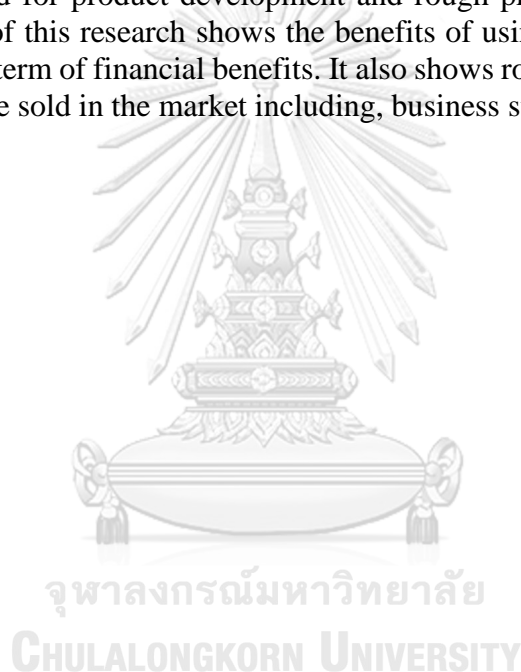 d for product development and rough p
of this research shows the benefits of usi
term of financial benefits. It also shows ro
e sold in the market including, business s
จุฬาลงกรณ์มหาวิทยาลัย
CHULALONGKORN UNIVERSITY